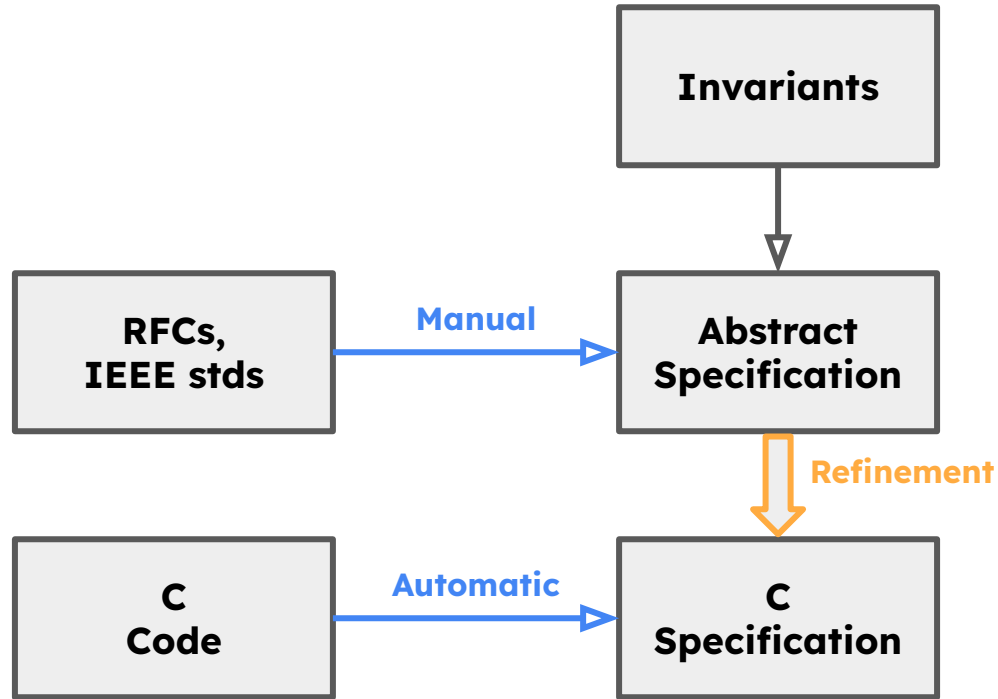 Invariants
RFCs,
IEEE stds
Manual
Abstract
Specification
Refinement
C
Code
Automatic
C
Specification